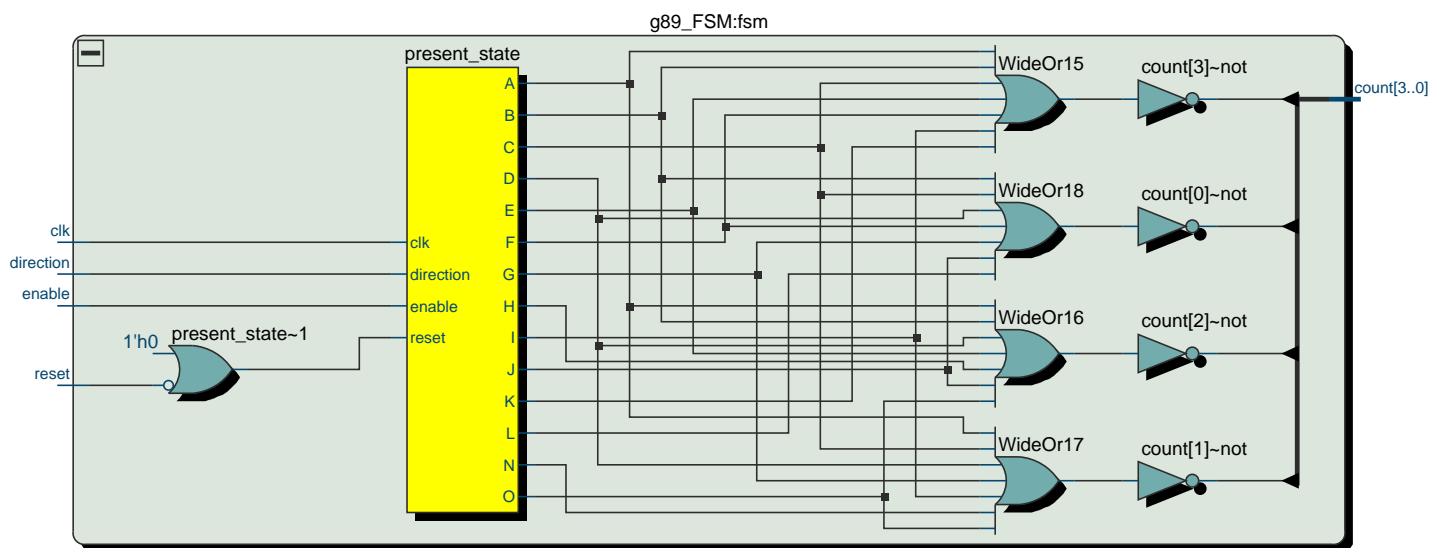 g89_FSM:fsm
present_state
A
B
C
D
E
F
G
H
I
J
K
L
N
O
clk
direction
enable
reset
clk
direction
enable
reset
1'h0
present_state~1
WideOr15
count[3]~not
count[3..0]
WideOr18
count[0]~not
WideOr16
count[2]~not
WideOr17
count[1]~not